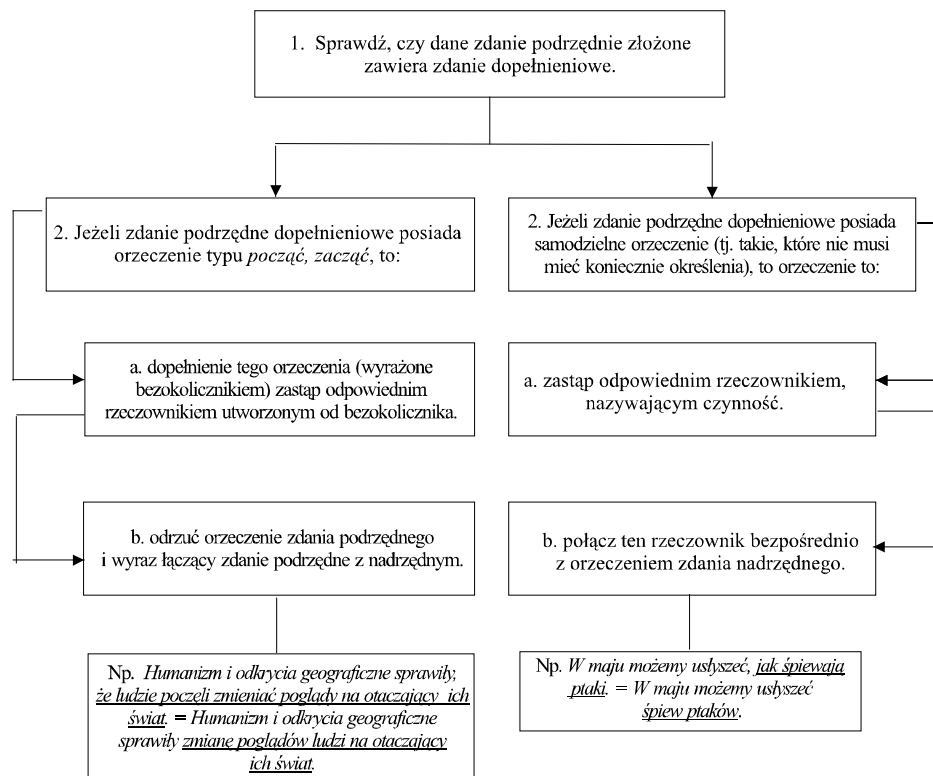 1. Sprawdź, czy dane zdanie podrzędnie złożone
zawiera zdanie dopełnieniowe.
2. Jeżeli zdanie podrzędne dopełnieniowe posiada
orzeczenie typu począć, zacząć, to:
a. dopełnienie tego orzeczenia (wyrażone
bezokolicznikiem) zastąp odpowiednim
rzeczownikiem utworzonym od bezokolicznika.
b. odrzuć orzeczenie zdania podrzędnego
i wyraz łączący zdanie podrzędne z nadrzędnym.
Np. Humanizm i odkrycia geograficzne sprawiły,
że ludzie poczęli zmieniać poglądy na otaczający ich
świat. = Humanizm i odkrycia geograficzne
sprawiły zmianę poglądów ludzi na otaczający
ich świat.
2. Jeżeli zdanie podrzędne dopełnieniowe posiada
samodzielne orzeczenie (tj. takie, które nie musi
mieć koniecznie określenia), to orzeczenie to:
a. zastąp odpowiednim rzeczownikiem,
nazywającym czynność.
b. połącz ten rzeczownik bezpośrednio
z orzeczeniem zdania nadrzędnego.
Np. W maju możemy usłyszeć, jak śpiewają
ptaki. = W maju możemy usłyszeć
śpiew ptaków.